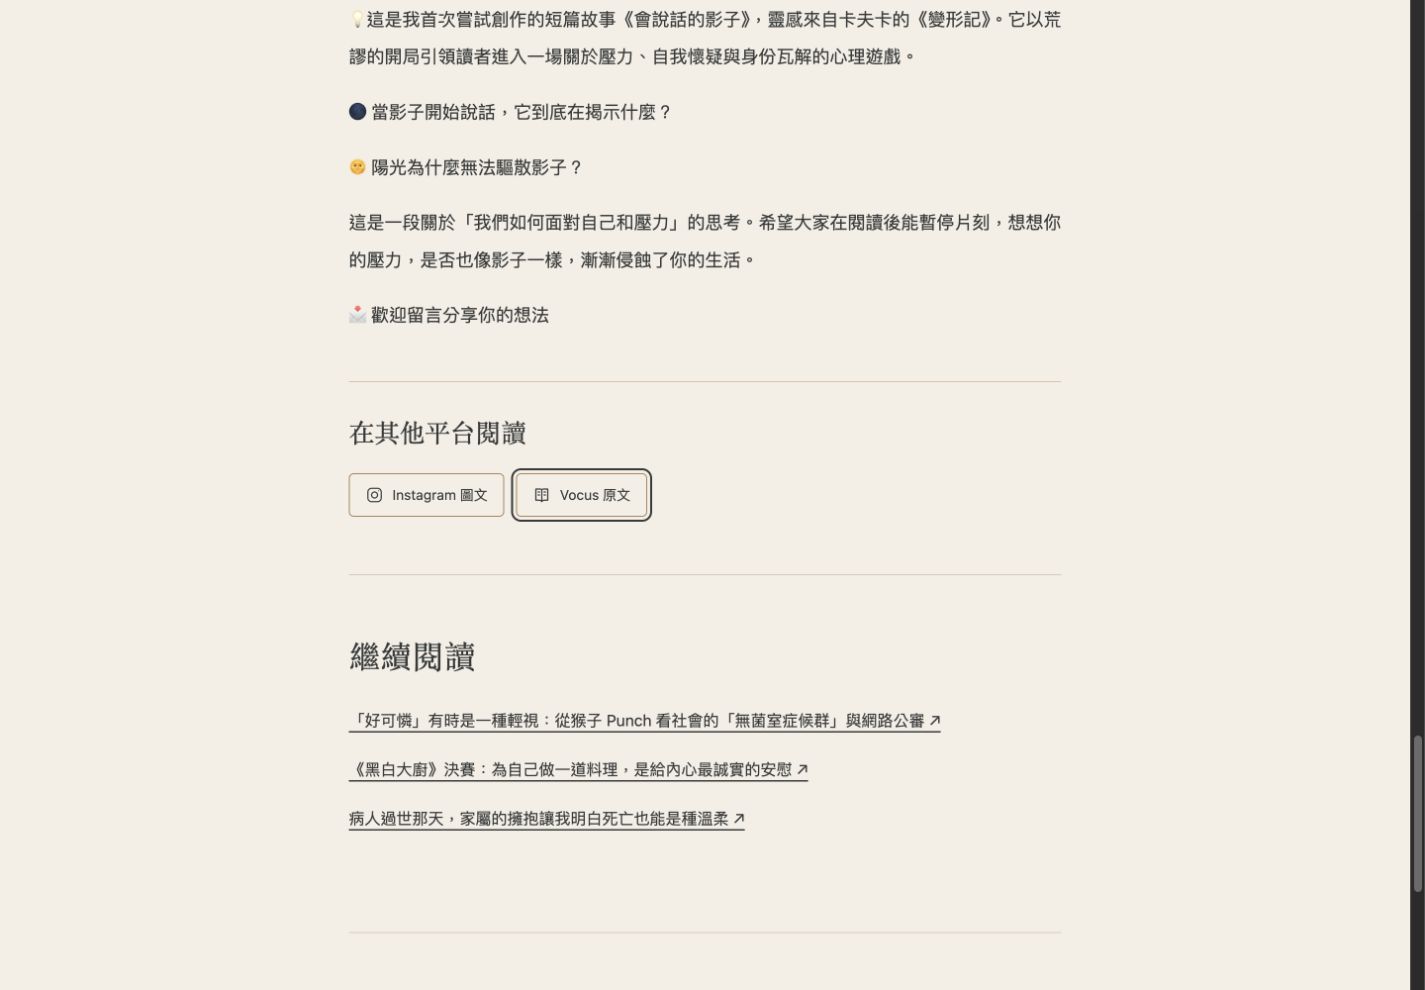 💡這是我首次嘗試創作的短篇故事《會說話的影子》，靈感來自卡夫卡的《變形記》。它以荒
謬的開局引領讀者進入一場關於壓力、自我懷疑與身份瓦解的心理遊戲。
🌑 當影子開始說話，它到底在揭示什麼？
🌞 陽光為什麼無法驅散影子？
這是一段關於「我們如何面對自己和壓力」的思考。希望大家在閱讀後能暫停片刻，想想你
的壓力，是否也像影子一樣，漸漸侵蝕了你的生活。
📩 歡迎留言分享你的想法
在其他平台閱讀
Instagram 圖文
Vocus 原文
繼續閱讀
「好可憐」有時是一種輕視：從猴子 Punch 看社會的「無菌室症候群」與網路公審 ↗
《黑白大廚》決賽：為自己做一道料理，是給內心最誠實的安慰 ↗
病人過世那天，家屬的擁抱讓我明白死亡也能是種溫柔 ↗